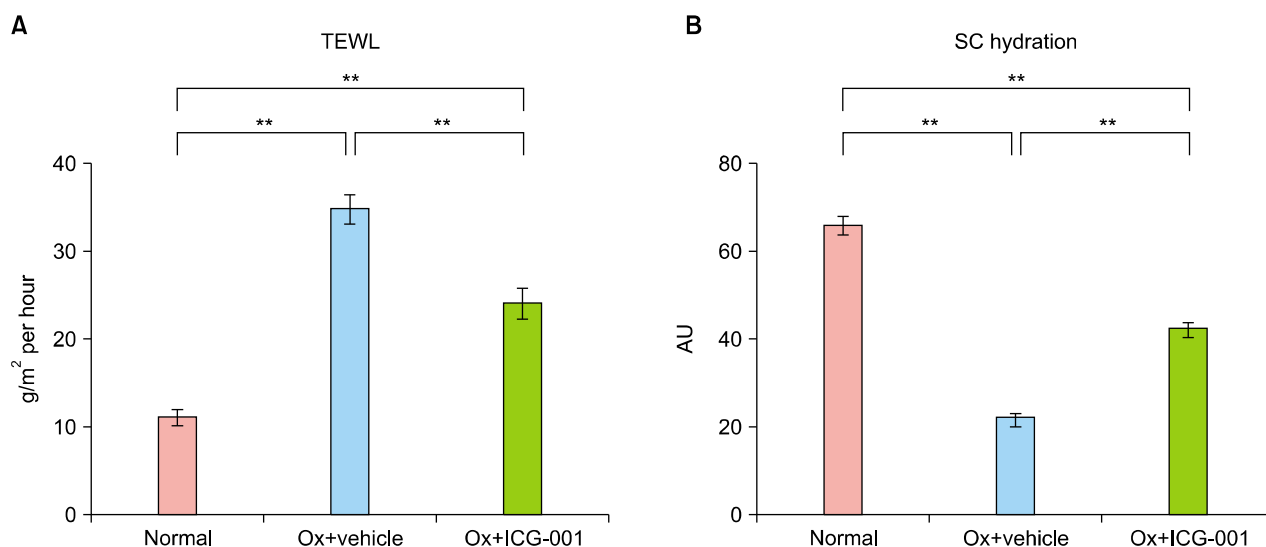 A
TEWL
**
**
**
40
30
20
10
0
g/m² per hour
Normal
Ox+vehicle
Ox+ICG-001
B
SC hydration
**
**
**
80
60
40
20
0
AU
Normal
Ox+vehicle
Ox+ICG-001